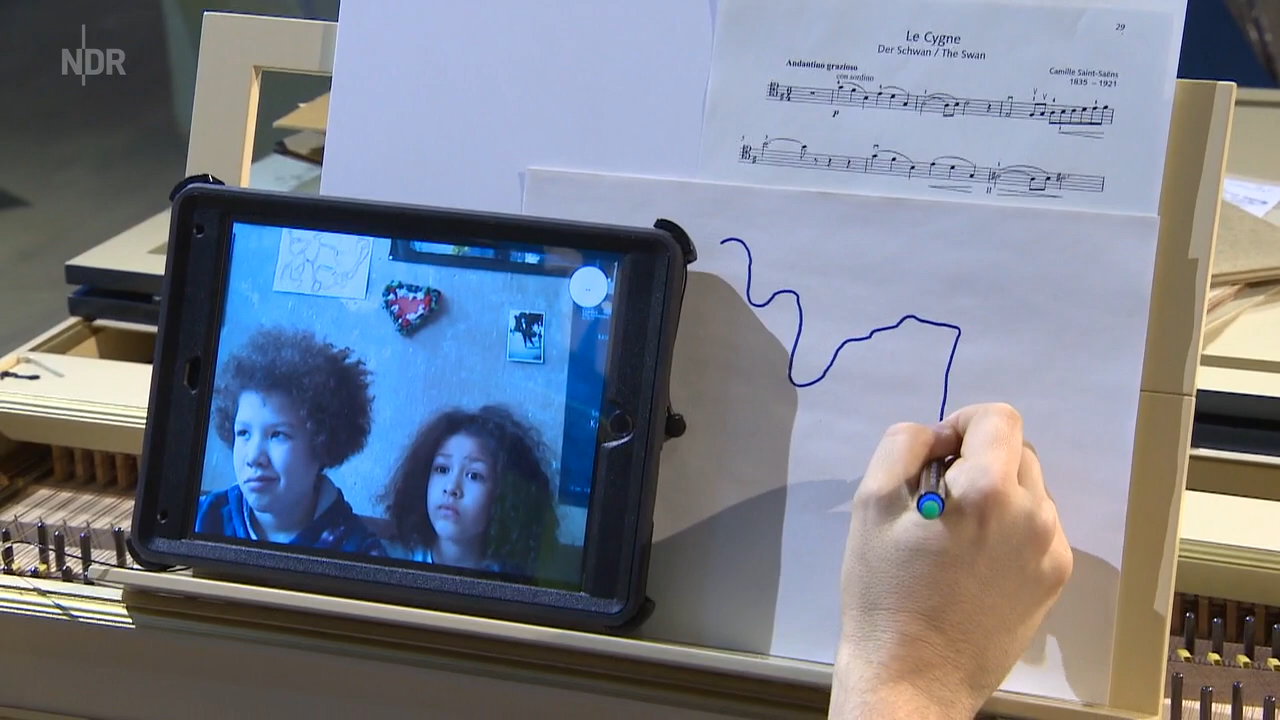 NDR
29
Le Cygne
Der Schwan / The Swan
Andantino grazioso
Camille Saint-Saëns
1835 – 1921
con sordino
p